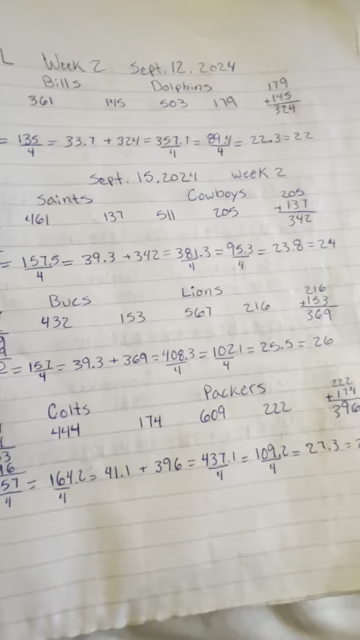 L Week 2 Sept. 12, 2024
Bills Dolphins 179
361 145 503 179 +145
324
= 135/4 = 33.7 + 324 = 357.7/4 = 89.4/4 = 22.3 = 22
Sept. 15, 2024 Week 2
Saints Cowboys 205
461 137 511 205 +137
342
= 157.5/4 = 39.3 + 342 = 381.3/4 = 95.3/4 = 23.8 = 24
Bucs Lions 216
432 153 567 216 +153
369
= 157/4 = 39.3 + 369 = 408.3/4 = 102.1/4 = 25.5 = 26
Colts Packers 222
444 174 609 222 +174
396
57/4 = 164.2/4 = 41.1 + 396 = 437.1/4 = 109.2/4 = 27.3 =